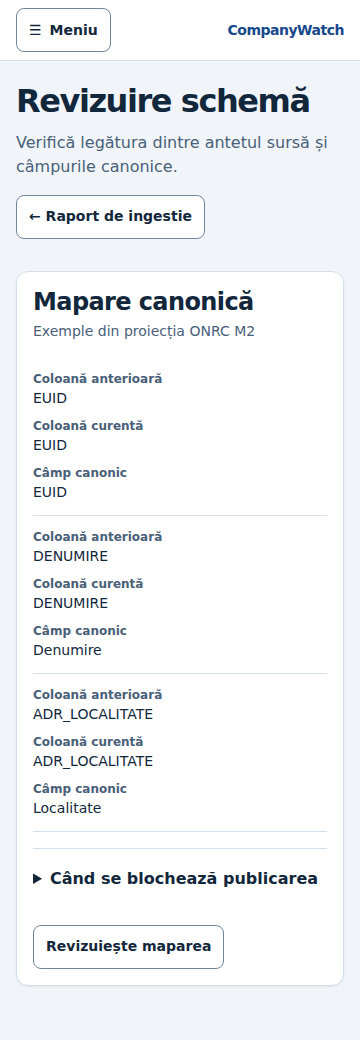 ☰ Meniu
CompanyWatch
Revizuire schemă
Verifică legătura dintre antetul sursă și
câmpurile canonice.
← Raport de ingestie
Mapare canonică
Exemple din proiecția ONRC M2
Coloană anterioară
EUID
Coloană curentă
EUID
Câmp canonic
EUID
Coloană anterioară
DENUMIRE
Coloană curentă
DENUMIRE
Câmp canonic
Denumire
Coloană anterioară
ADR_LOCALITATE
Coloană curentă
ADR_LOCALITATE
Câmp canonic
Localitate
▶ Când se blochează publicarea
Revizuiește maparea